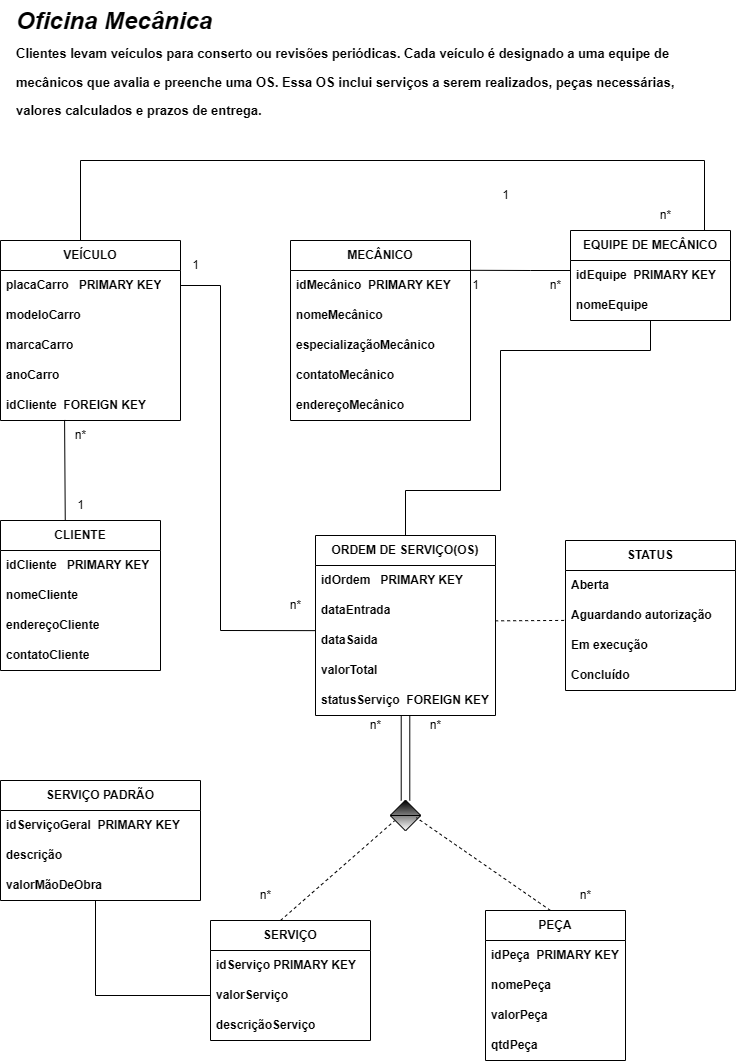 Oficina Mecânica
Clientes levam veículos para conserto ou revisões periódicas. Cada veículo é designado a uma equipe de
mecânicos que avalia e preenche uma OS. Essa OS inclui serviços a serem realizados, peças necessárias,
valores calculados e prazos de entrega.
1
n*
VEÍCULO
placaCarro PRIMARY KEY
modeloCarro
marcaCarro
anoCarro
idCliente FOREIGN KEY
1
MECÂNICO
idMecânico PRIMARY KEY
nomeMecânico
especializaçãoMecânico
contatoMecânico
endereçoMecânico
1
n*
EQUIPE DE MECÂNICO
idEquipe PRIMARY KEY
nomeEquipe
n*
1
CLIENTE
idCliente PRIMARY KEY
nomeCliente
endereçoCliente
contatoCliente
n*
ORDEM DE SERVIÇO(OS)
idOrdem PRIMARY KEY
dataEntrada
dataSaida
valorTotal
statusServiço FOREIGN KEY
STATUS
Aberta
Aguardando autorização
Em execução
Concluído
n*
n*
SERVIÇO PADRÃO
idServiçoGeral PRIMARY KEY
descrição
valorMãoDeObra
n*
n*
SERVIÇO
idServiço PRIMARY KEY
valorServiço
descriçãoServiço
PEÇA
idPeça PRIMARY KEY
nomePeça
valorPeça
qtdPeça